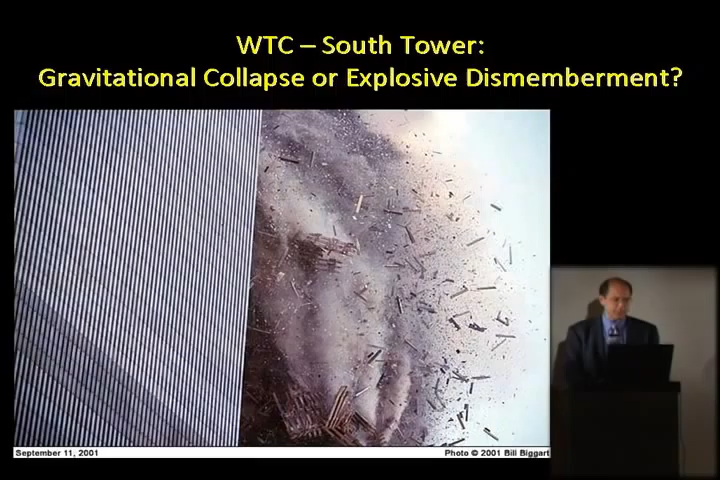 WTC – South Tower:
Gravitational Collapse or Explosive Dismemberment?
September 11, 2001
Photo © 2001 Bill Biggart